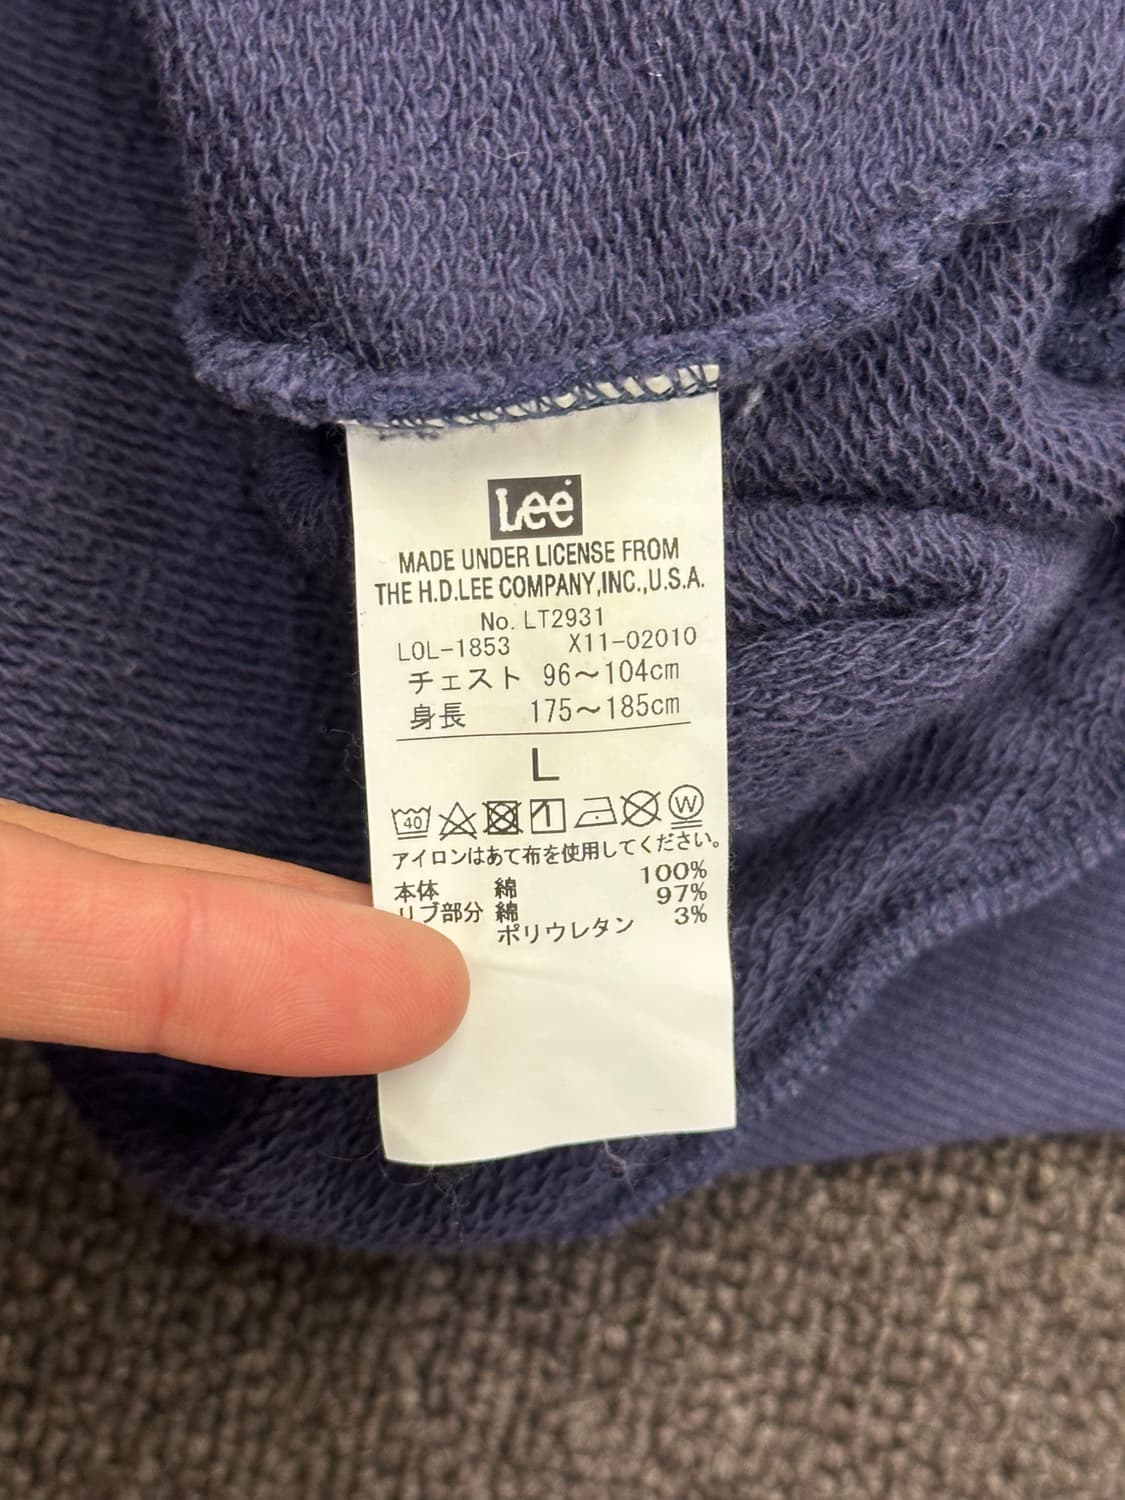 Lee
MADE UNDER LICENSE FROM
THE H.D.LEE COMPANY,INC.,U.S.A.
No. LT2931
LOL-1853 X11-02010
チェスト 96～104cm
身長 175～185cm
L
40 W
アイロンはあて布を使用してください。
本体 綿 100%
リブ部分 綿 97%
ポリウレタン 3%